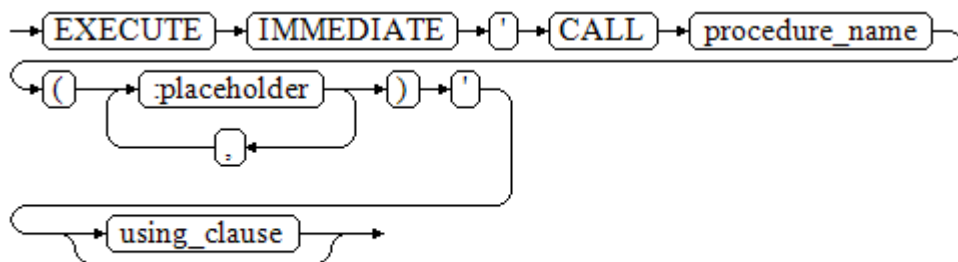 EXECUTE IMMEDIATE ' CALL procedure_name
( :placeholder ) '
,
using_clause